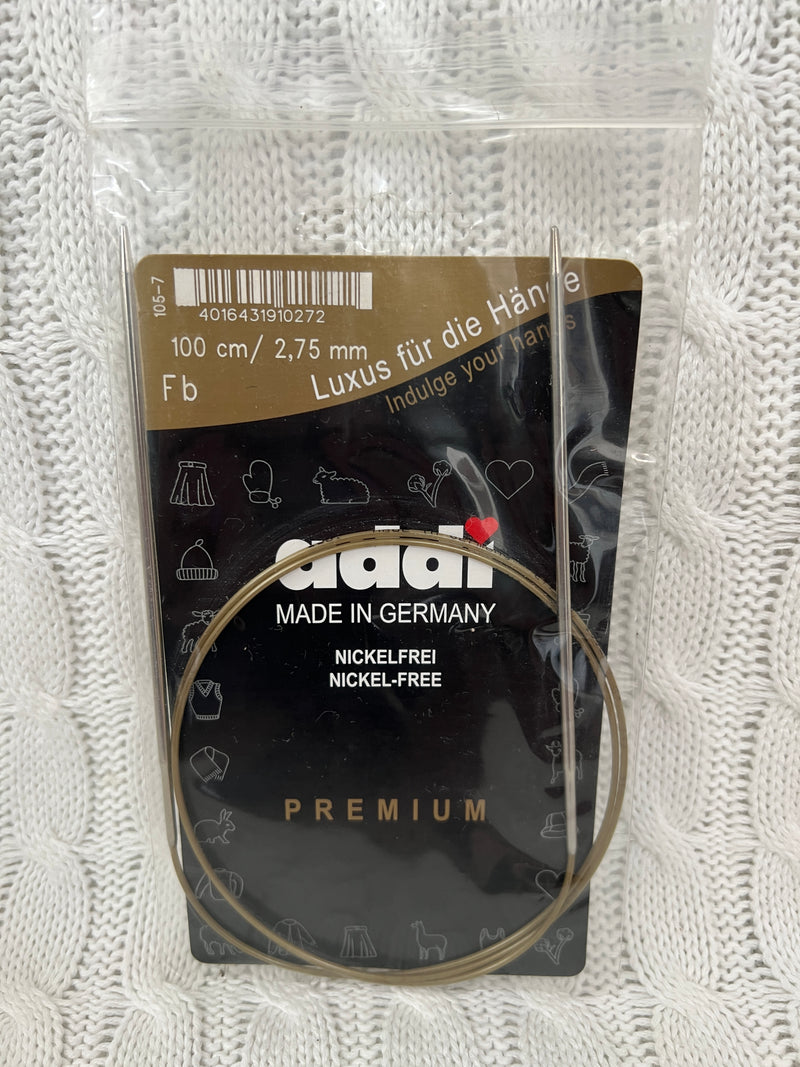 105-7
4016431910272
100 cm/ 2,75 mm
Fb
Luxus für die Hände
Indulge your hands
addi
MADE IN GERMANY
NICKELFREI
NICKEL-FREE
PREMIUM